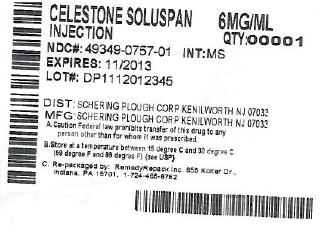 CELESTONE SOLUSPAN 6MG/ML
INJECTION QTY:00001
NDC#: 49349-0757-01 INT:MS
EXPIRES: 11/2013
LOT#: DP1112012345
DIST: SCHERING PLOUGH CORP KENILWORTH NJ 07033
MFG: SCHERING PLOUGH CORP KENILWORTH NJ 07033
A.Caution Federal law prohibits transfer of this drug to any
person other than for whom it was prescribed
B.Store at a temperature between 15 degree C and 30 degree C
(59 degree F and 86 degree F) (see USP).
C. Re-packaged by: RemedyRepack Inc. 655 Kolter Dr.,
Indiana, PA 15701, 1-724-465-8762